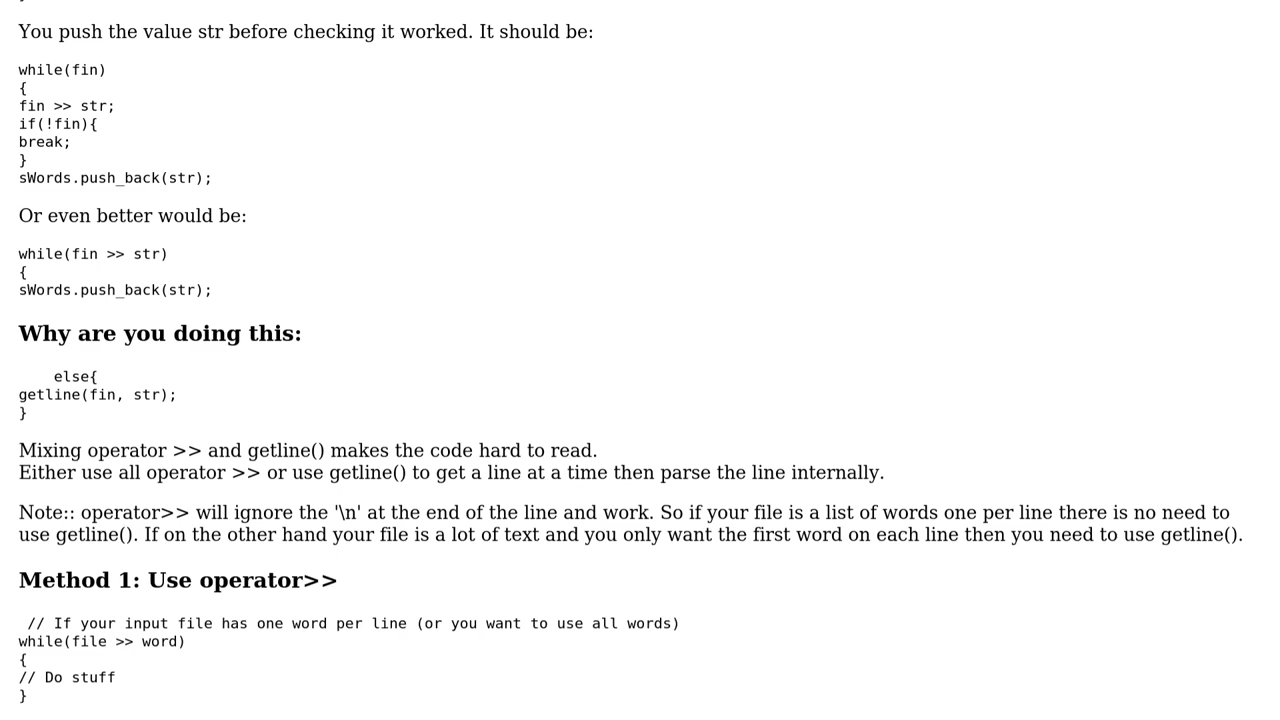 You push the value str before checking it worked. It should be:
while(fin)
{
fin >> str;
if(!fin){
break;
}
sWords.push_back(str);
Or even better would be:
while(fin >> str)
{
sWords.push_back(str);
Why are you doing this:
    else{
getline(fin, str);
}
Mixing operator >> and getline() makes the code hard to read.
Either use all operator >> or use getline() to get a line at a time then parse the line internally.
Note:: operator>> will ignore the '\n' at the end of the line and work. So if your file is a list of words one per line there is no need to
use getline(). If on the other hand your file is a lot of text and you only want the first word on each line then you need to use getline().
Method 1: Use operator>>
 // If your input file has one word per line (or you want to use all words)
while(file >> word)
{
// Do stuff
}